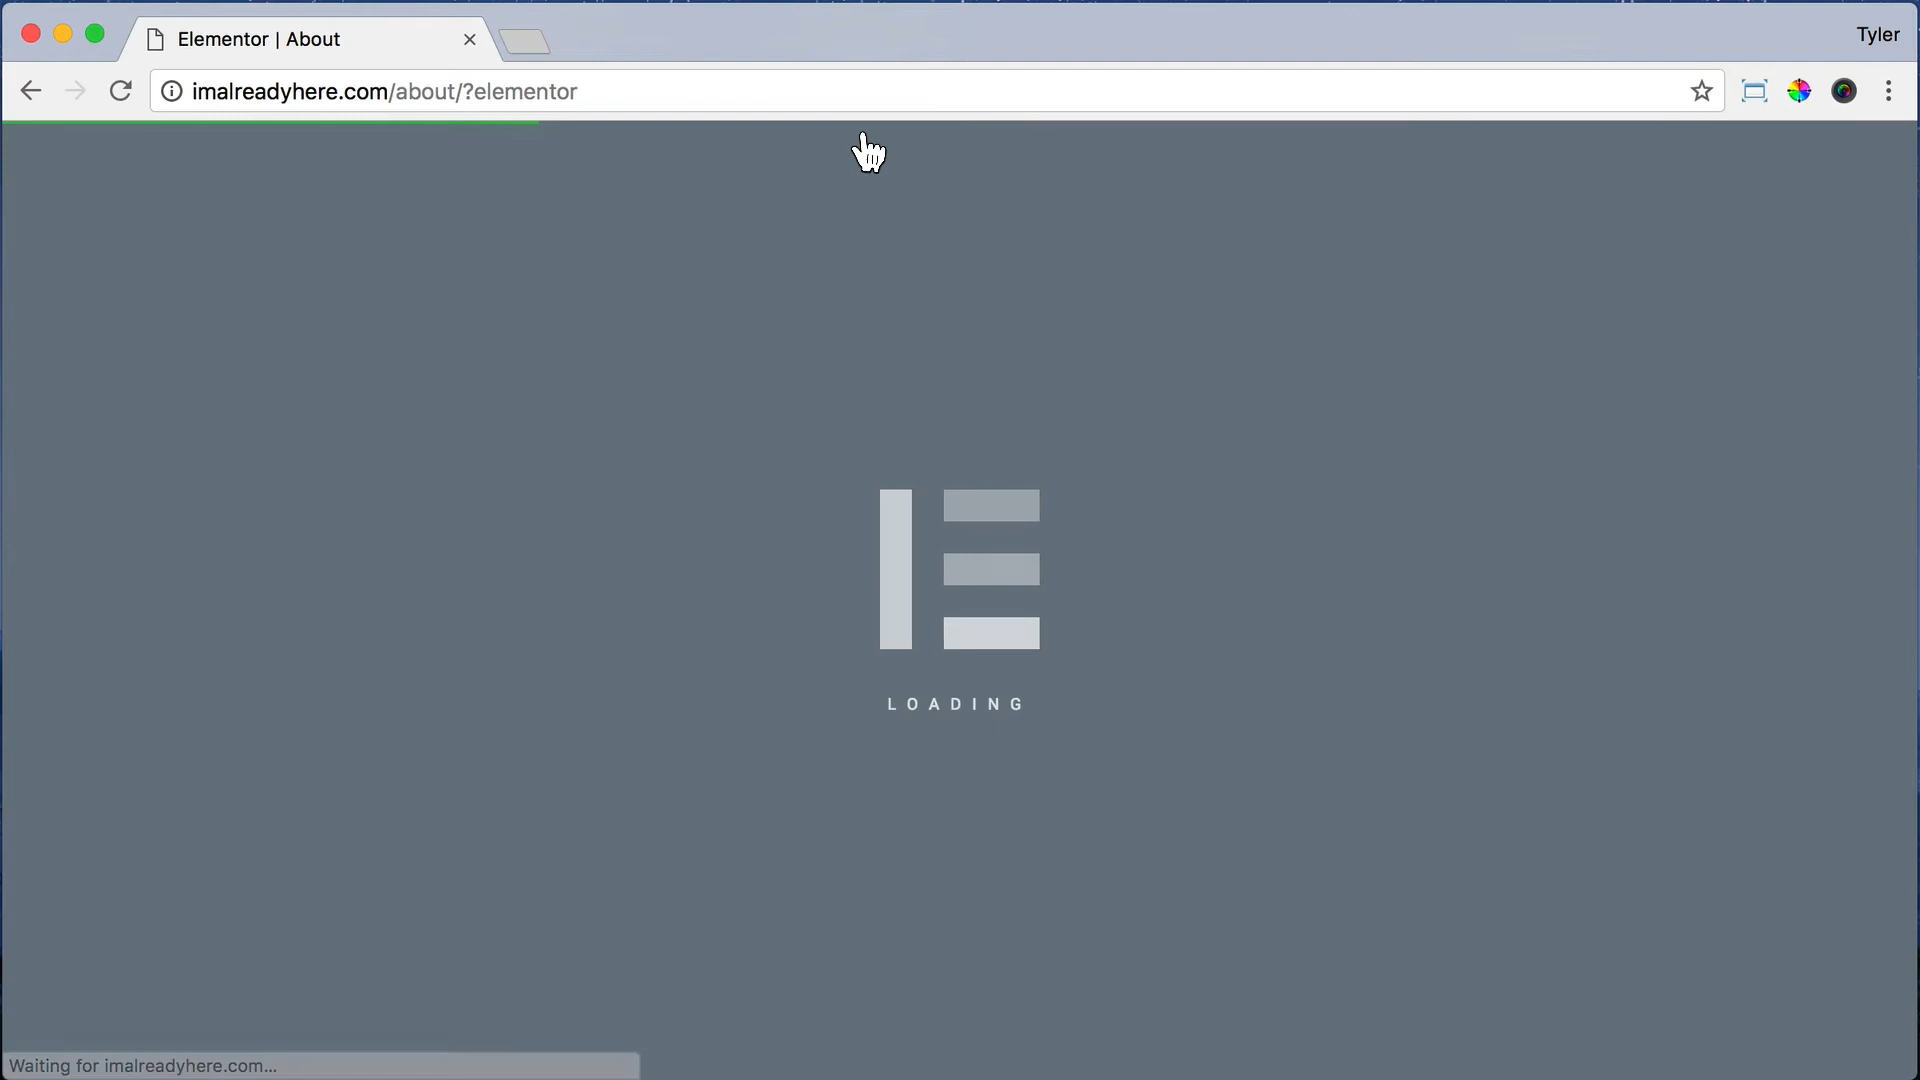 Elementor | About
Tyler
imalreadyhere.com/about/?elementor
LOADING
Waiting for imalreadyhere.com...